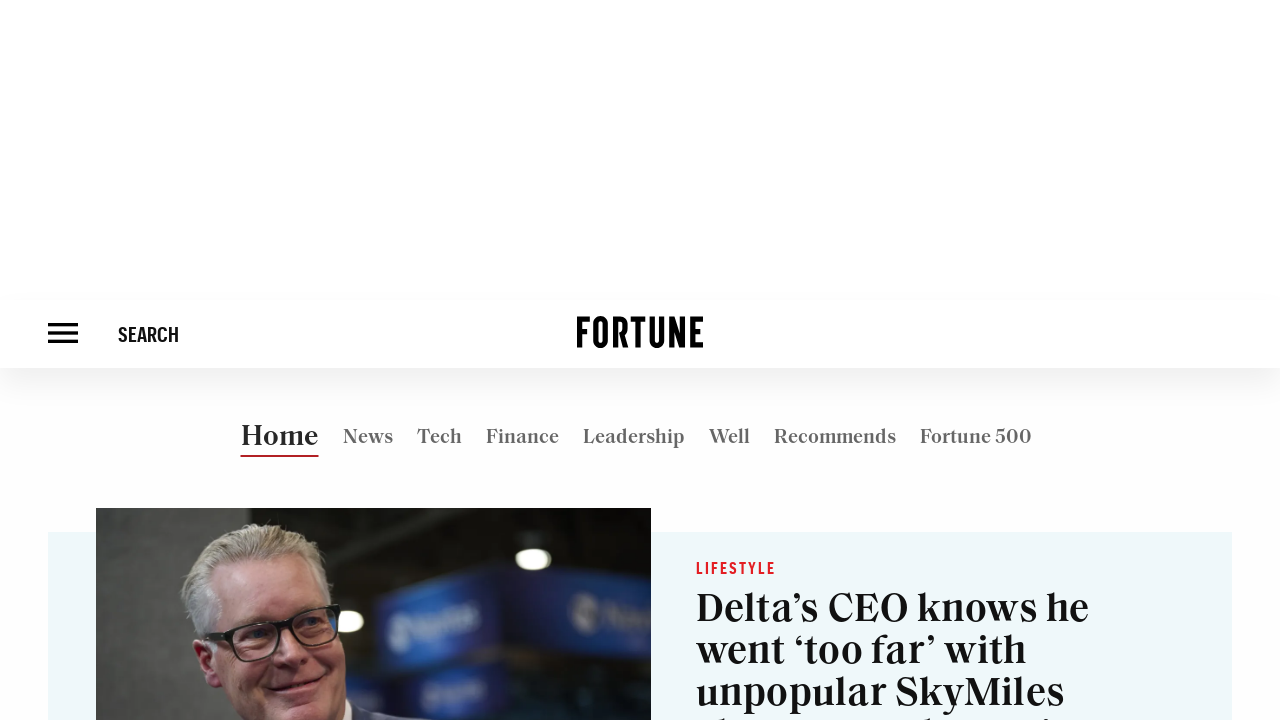 SEARCH
FORTUNE
Home News Tech Finance Leadership Well Recommends Fortune 500
LIFESTYLE
Delta’s CEO knows he
went ‘too far’ with
unpopular SkyMiles